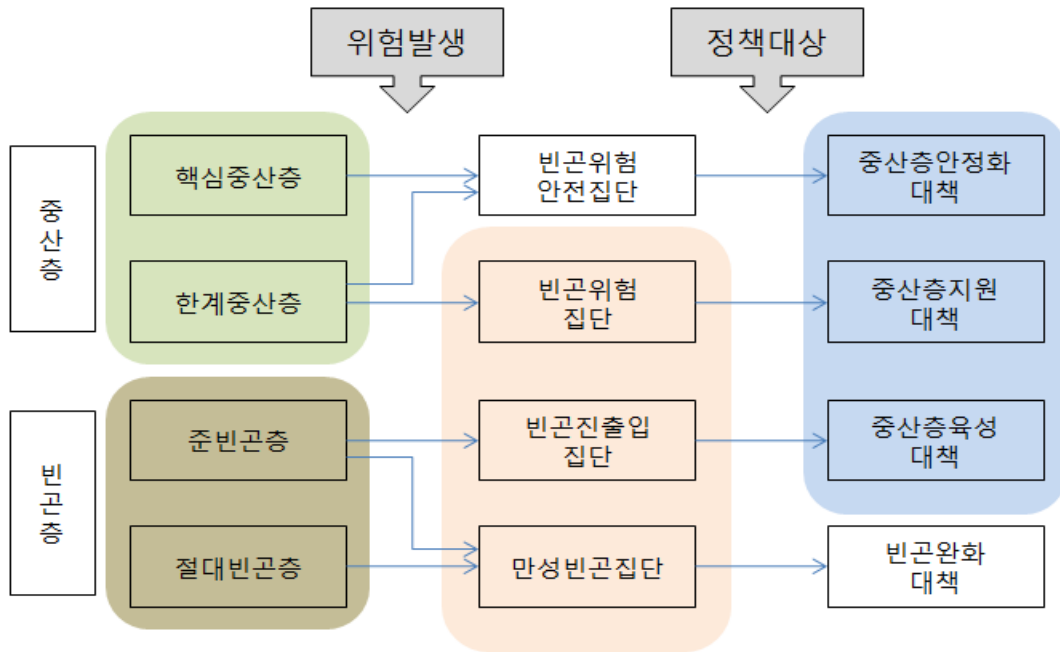 위험발생
정책대상
중
산
층
핵심중산층
빈곤위험
안전집단
중산층안정화
대책
한계중산층
빈곤위험
집단
중산층지원
대책
빈
곤
층
준빈곤층
빈곤진출입
집단
중산층육성
대책
절대빈곤층
만성빈곤집단
빈곤완화
대책